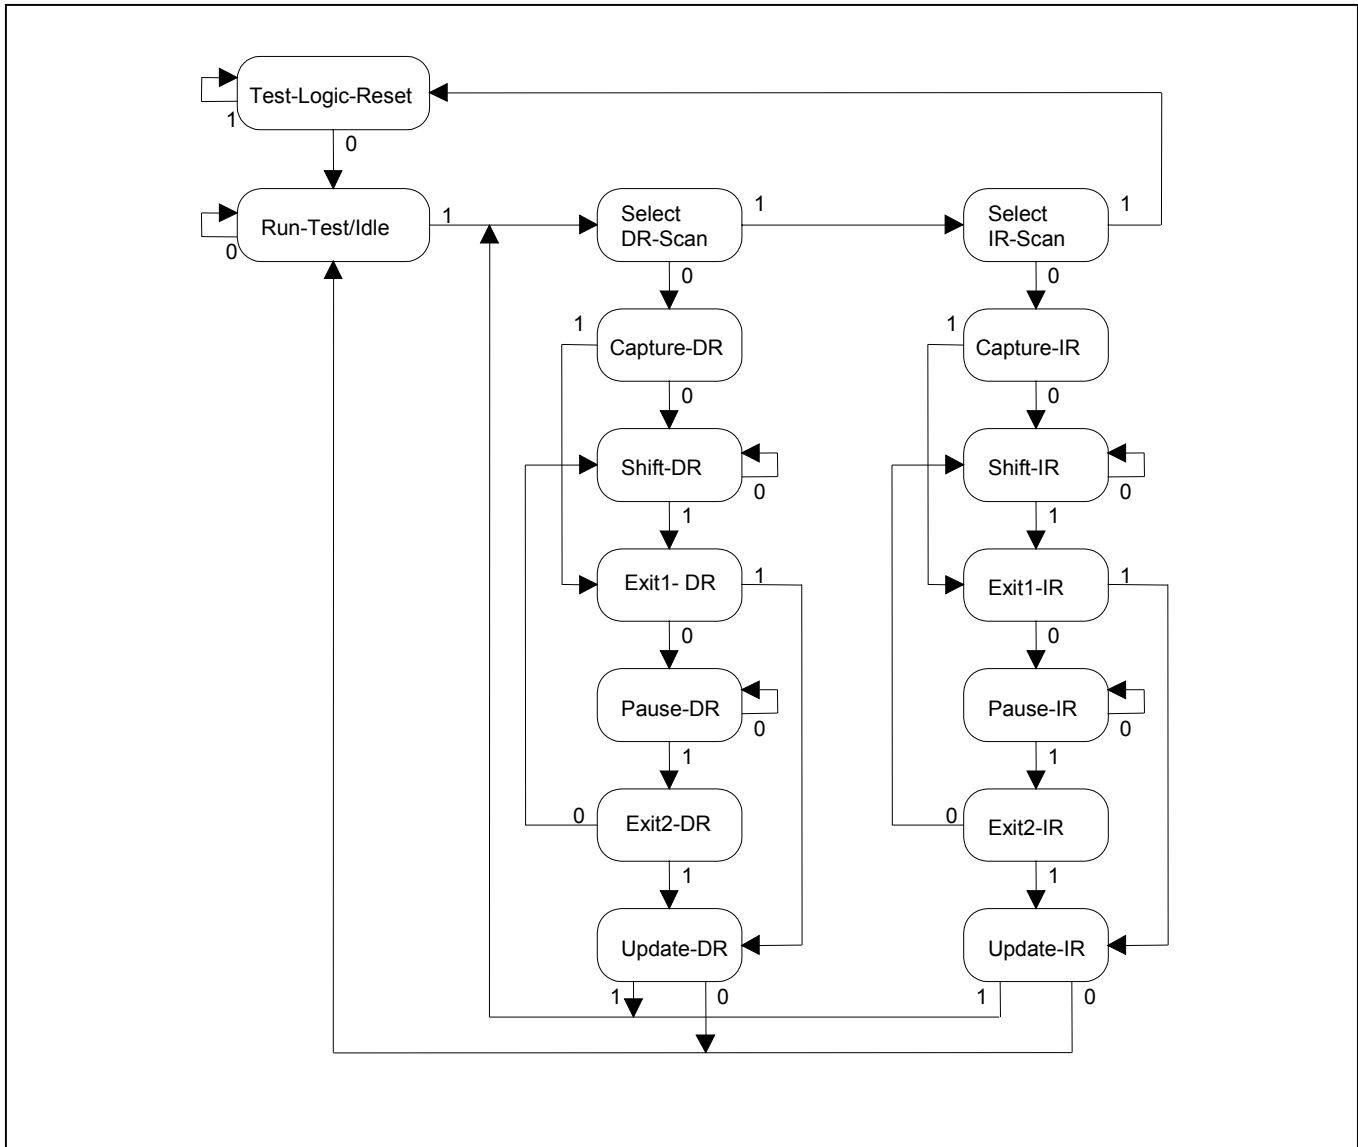 Test-Logic-Reset
1
0
Run-Test/Idle
0
1
Select
DR-Scan
1
Select
IR-Scan
1
0
0
1
Capture-DR
1
Capture-IR
0
0
Shift-DR
0
Shift-IR
0
1
1
Exit1- DR
1
Exit1-IR
1
0
0
Pause-DR
0
Pause-IR
0
1
1
0
Exit2-DR
0
Exit2-IR
1
1
Update-DR
Update-IR
1
0
1
0